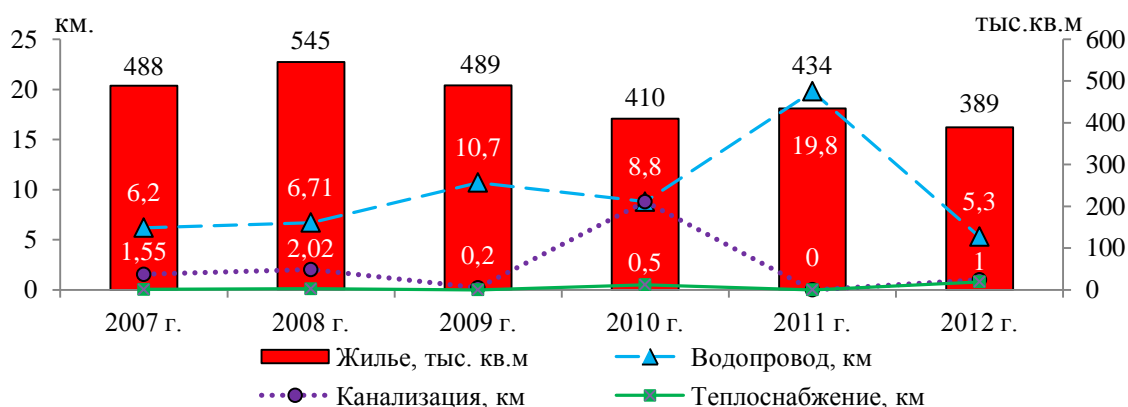 км. тыс.кв.м
25 600
20 500
15 400
10 300
5 200
0 100
0
488 545 489 410 434 389
6,2 6,71 10,7 8,8 19,8 5,3
1,55 2,02 0,2 0,5 0 1
2007 г. 2008 г. 2009 г. 2010 г. 2011 г. 2012 г.
Жилье, тыс. кв.м Водопровод, км
Канализация, км Теплоснабжение, км